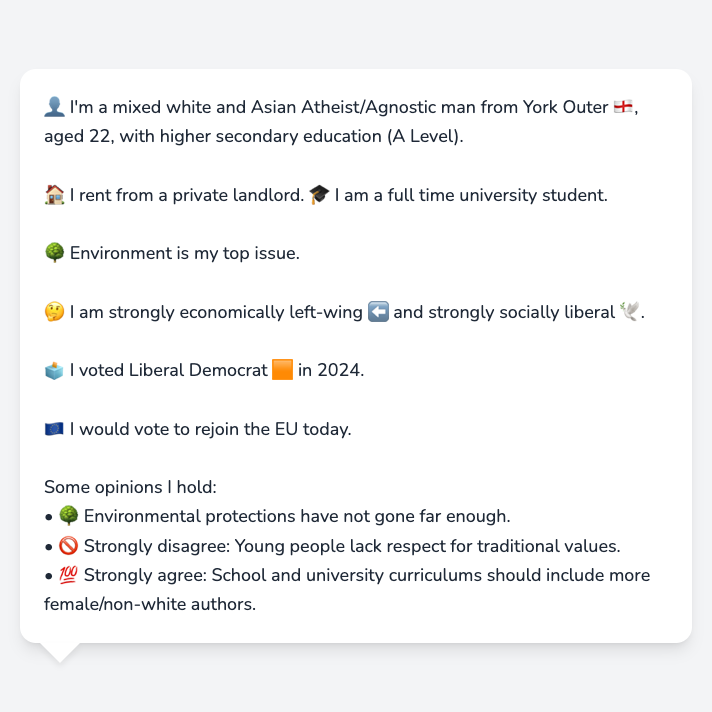 👤 I'm a mixed white and Asian Atheist/Agnostic man from York Outer 🏴󠁧󠁢󠁥󠁮󠁧󠁿,
aged 22, with higher secondary education (A Level).
🏠 I rent from a private landlord. 🎓 I am a full time university student.
🌳 Environment is my top issue.
🤔 I am strongly economically left-wing ⬅️ and strongly socially liberal 🕊️.
🗳️ I voted Liberal Democrat 🟧 in 2024.
🇪🇺 I would vote to rejoin the EU today.
Some opinions I hold:
• 🌳 Environmental protections have not gone far enough.
• 🚫 Strongly disagree: Young people lack respect for traditional values.
• 💯 Strongly agree: School and university curriculums should include more
female/non-white authors.